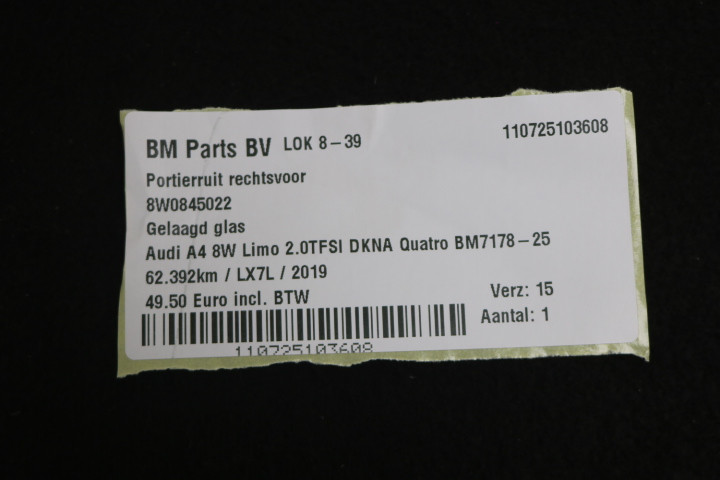 BM Parts BV LOK 8-39 110725103608
Portierruit rechtsvoor
8W0845022
Gelaagd glas
Audi A4 8W Limo 2.0TFSI DKNA Quatro BM7178-25
62.392km / LX7L / 2019
49.50 Euro incl. BTW Verz: 15
Aantal: 1
110725103608